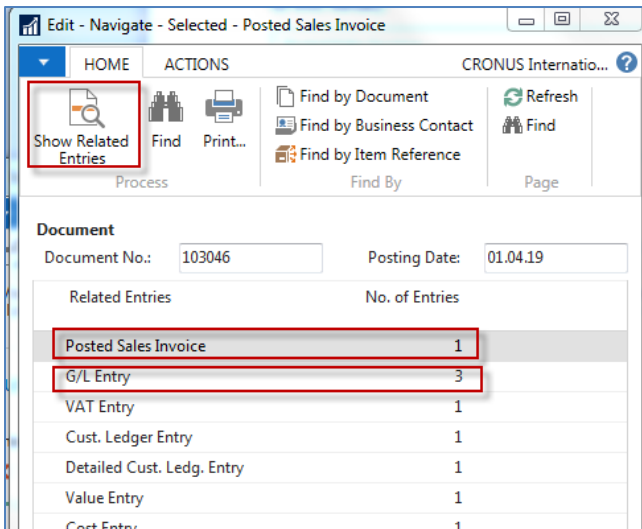 Edit - Navigate - Selected - Posted Sales Invoice
HOME ACTIONS CRONUS Internatio... ?
Show Related Entries
Find
Print...
Process
Find by Document
Find by Business Contact
Find by Item Reference
Find By
Refresh
Find
Page
Document
Document No.: 103046 Posting Date: 01.04.19
Related Entries No. of Entries
Posted Sales Invoice 1
G/L Entry 3
VAT Entry 1
Cust. Ledger Entry 1
Detailed Cust. Ledg. Entry 1
Value Entry 1
Cost Entry 1